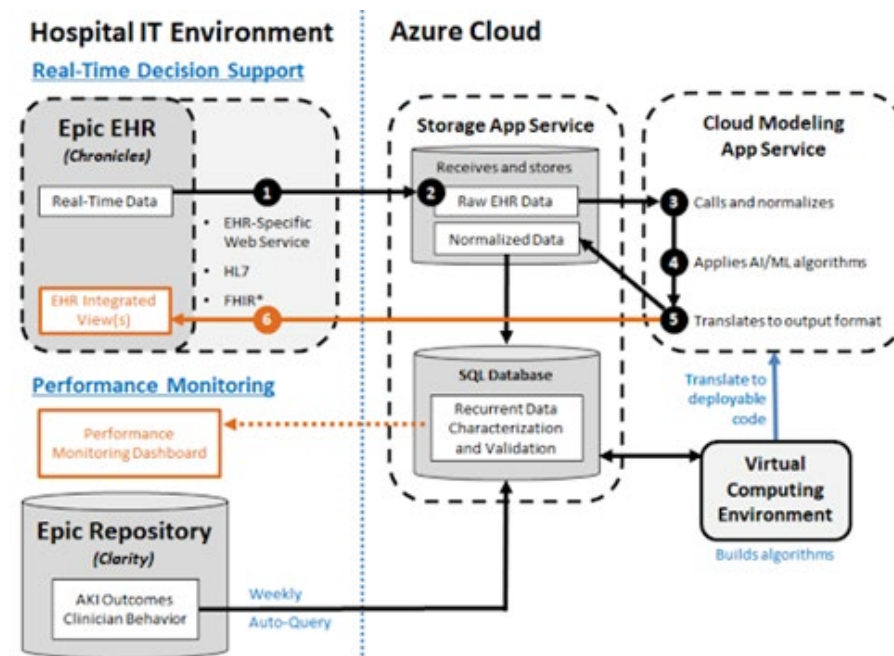 Hospital IT Environment
Azure Cloud
Real-Time Decision Support
Epic EHR
(Chronicles)
Real-Time Data
1
• EHR-Specific
Web Service
• HL7
• FHIR*
EHR Integrated
View(s)
6
Storage App Service
Receives and stores
2
Raw EHR Data
Normalized Data
Cloud Modeling
App Service
3
Calls and normalizes
4
Applies AI/ML algorithms
5
Translates to output format
Performance Monitoring
Performance
Monitoring Dashboard
SQL Database
Recurrent Data
Characterization
and Validation
Translate to
deployable
code
Virtual
Computing
Environment
Builds algorithms
Epic Repository
(Clarity)
AKI Outcomes
Clinician Behavior
Weekly
Auto-Query